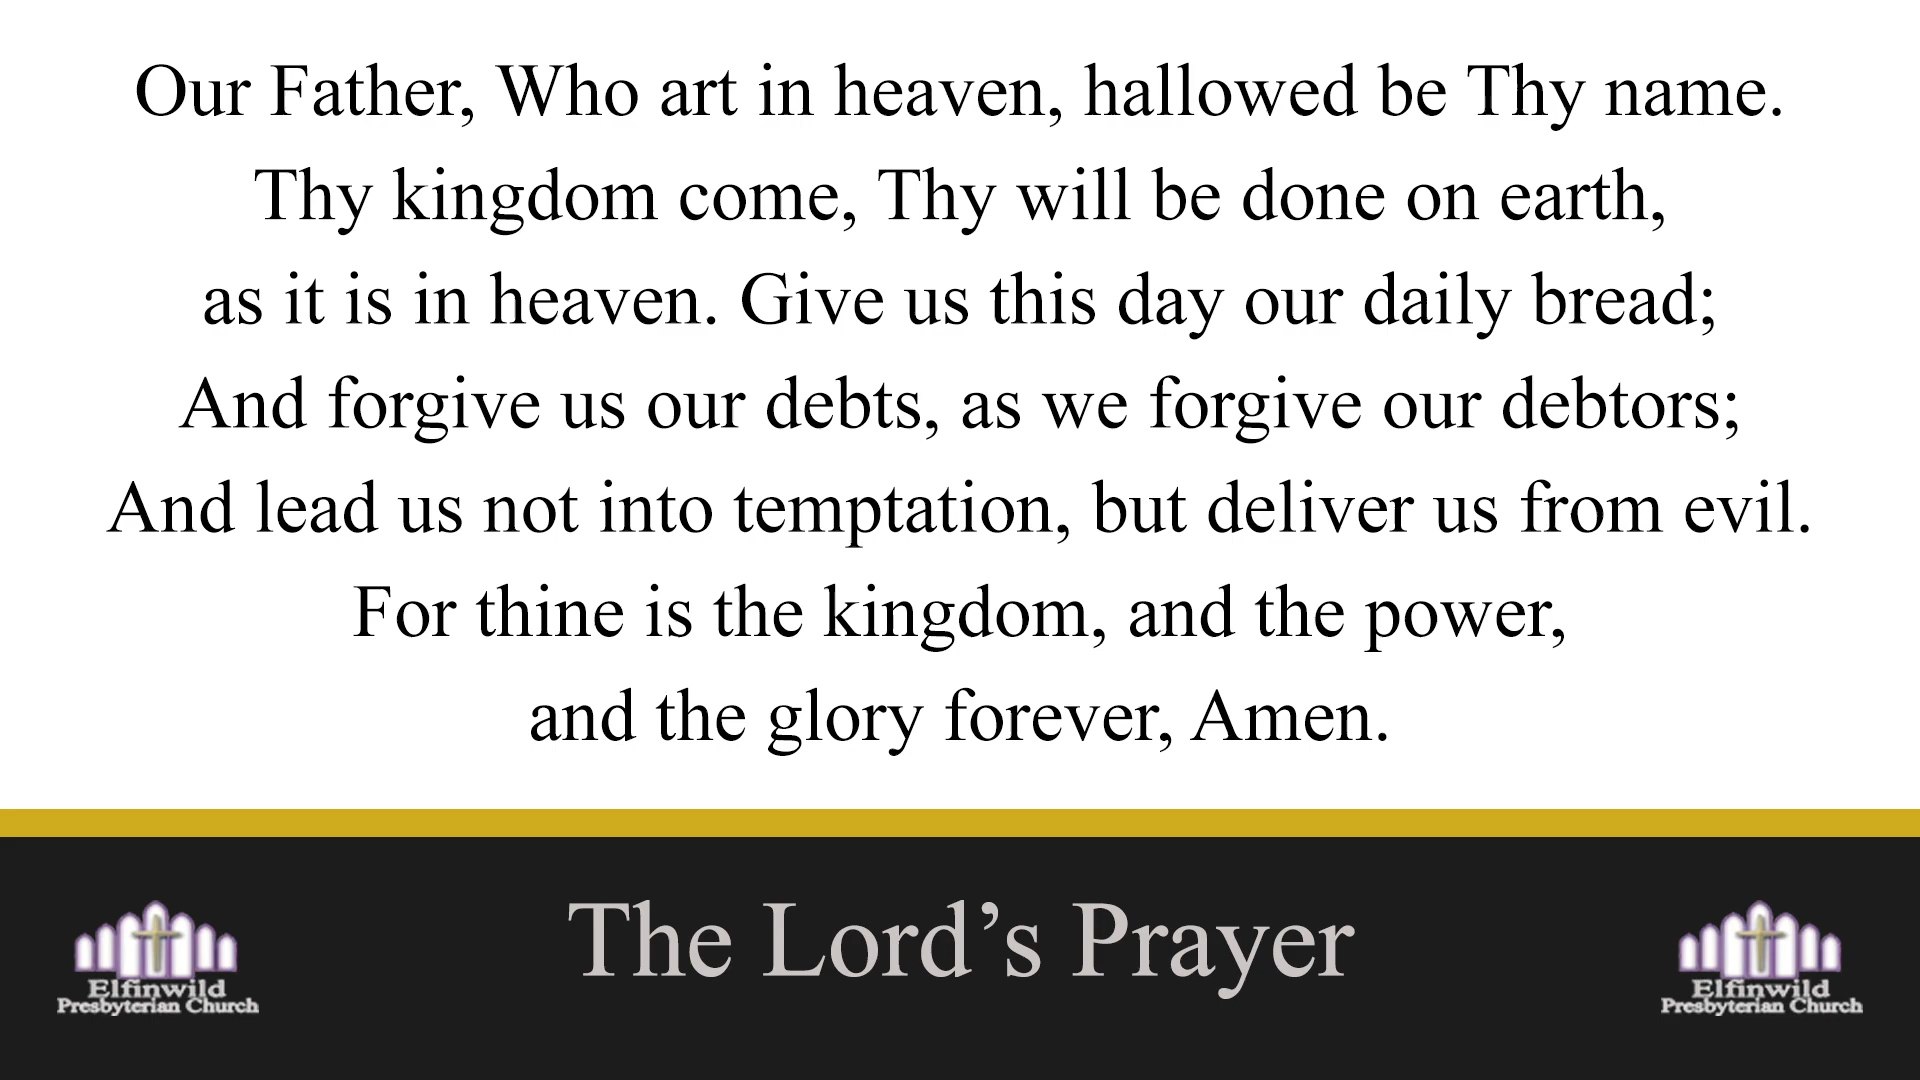 Our Father, Who art in heaven, hallowed be Thy name.
Thy kingdom come, Thy will be done on earth,
as it is in heaven. Give us this day our daily bread;
And forgive us our debts, as we forgive our debtors;
And lead us not into temptation, but deliver us from evil.
For thine is the kingdom, and the power,
and the glory forever, Amen.
The Lord’s Prayer
Elfinwild
Presbyterian Church
Elfinwild
Presbyterian Church